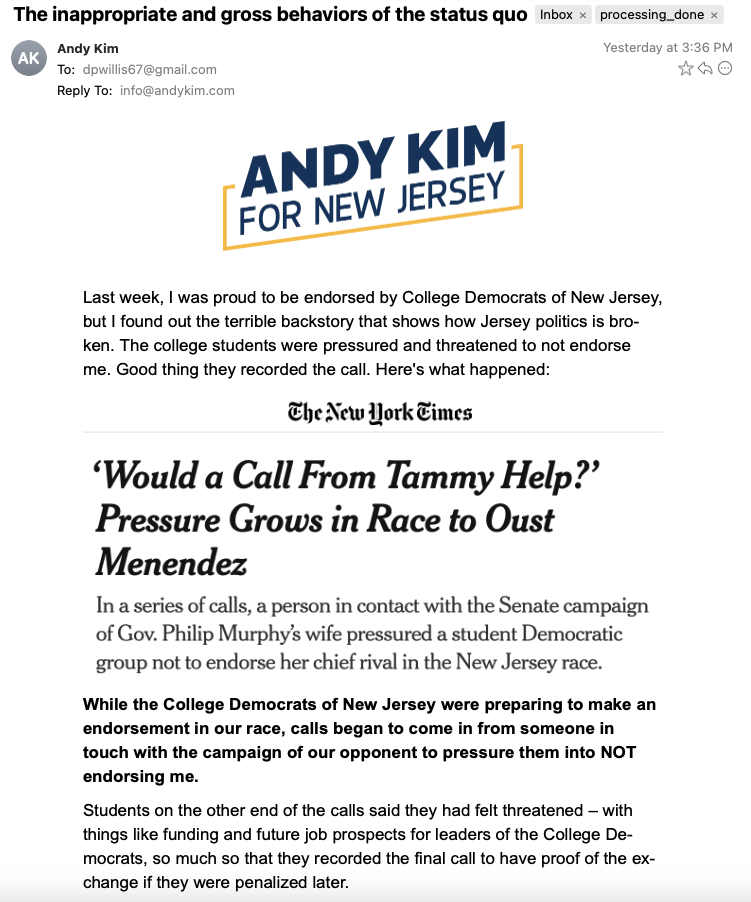 The inappropriate and gross behaviors of the status quo Inbox × processing_done ×
AK
Andy Kim
Yesterday at 3:36 PM
To: dpwillis67@gmail.com
Reply To: info@andykim.com
ANDY KIM
FOR NEW JERSEY
Last week, I was proud to be endorsed by College Democrats of New Jersey,
but I found out the terrible backstory that shows how Jersey politics is bro-
ken. The college students were pressured and threatened to not endorse
me. Good thing they recorded the call. Here's what happened:
The New York Times
‘Would a Call From Tammy Help?’
Pressure Grows in Race to Oust
Menendez
In a series of calls, a person in contact with the Senate campaign
of Gov. Philip Murphy’s wife pressured a student Democratic
group not to endorse her chief rival in the New Jersey race.
While the College Democrats of New Jersey were preparing to make an
endorsement in our race, calls began to come in from someone in
touch with the campaign of our opponent to pressure them into NOT
endorsing me.
Students on the other end of the calls said they had felt threatened – with
things like funding and future job prospects for leaders of the College De-
mocrats, so much so that they recorded the final call to have proof of the ex-
change if they were penalized later.